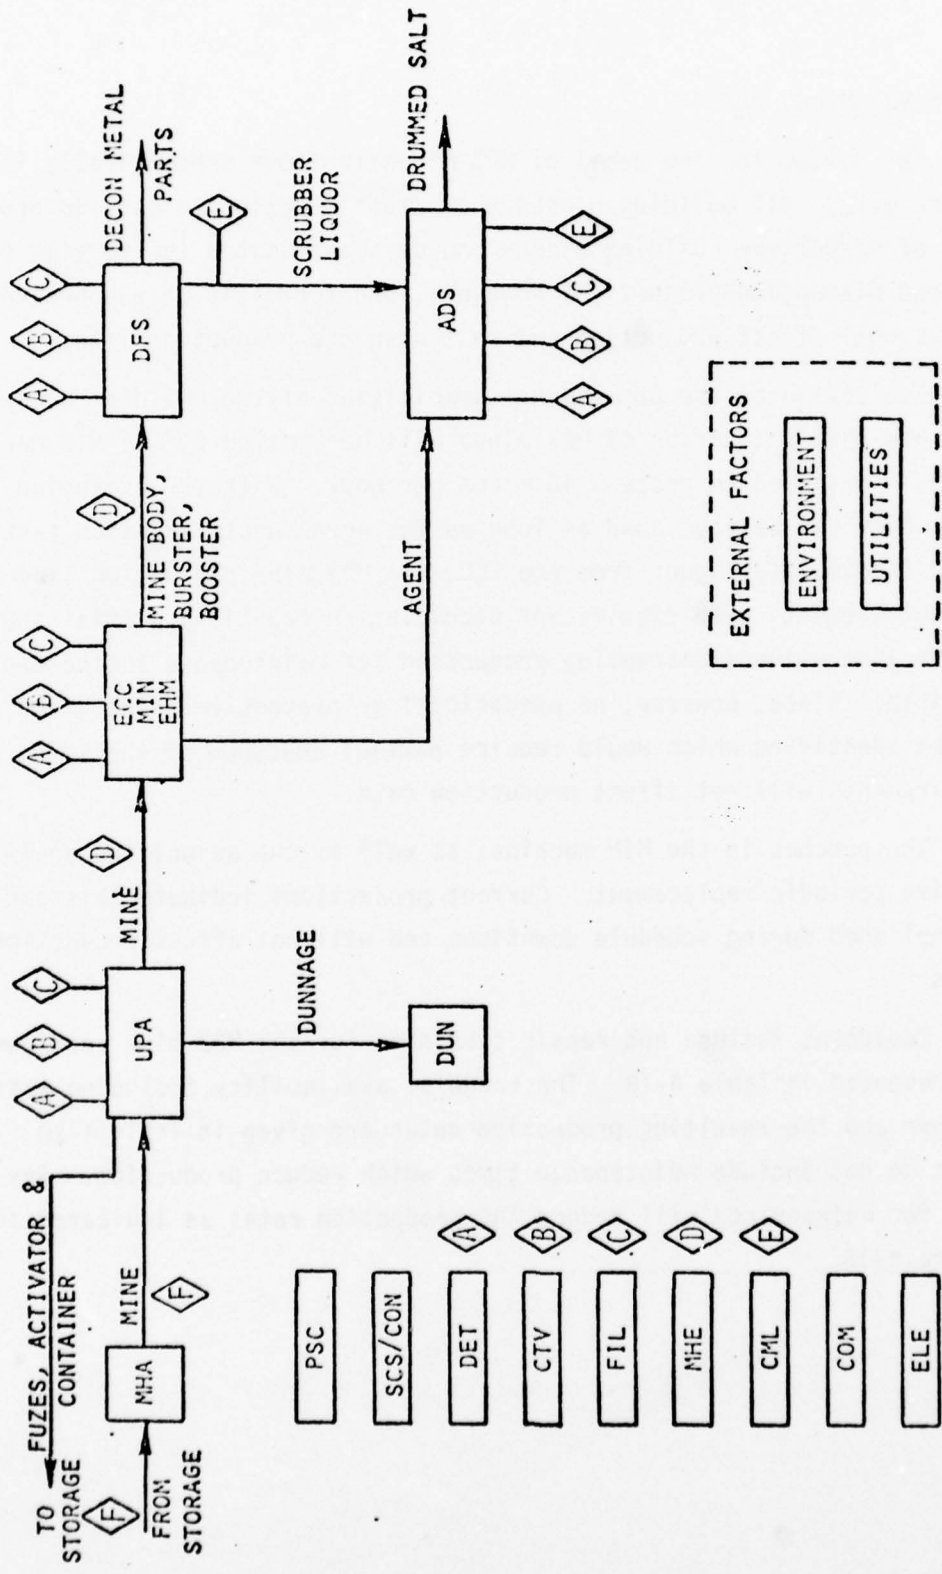 TO
STORAGE
FUZES, ACTIVATOR &
CONTAINER
F
FROM
STORAGE
MHA
MINE
F
A
B
C
UPA
MINE
D
DUNNAGE
DUN
A
B
C
ECC
MIN
EHM
D
MINE BODY,
BURSTER,
BOOSTER
AGENT
A
B
C
DFS
DECON METAL
PARTS
E
SCRUBBER
LIQUOR
ADS
DRUMMED SALT
A
B
C
E
PSC
SCS/CON
DET
A
CTV
B
FIL
C
MHE
D
CML
E
COM
ELE
EXTERNAL FACTORS
ENVIRONMENT
UTILITIES